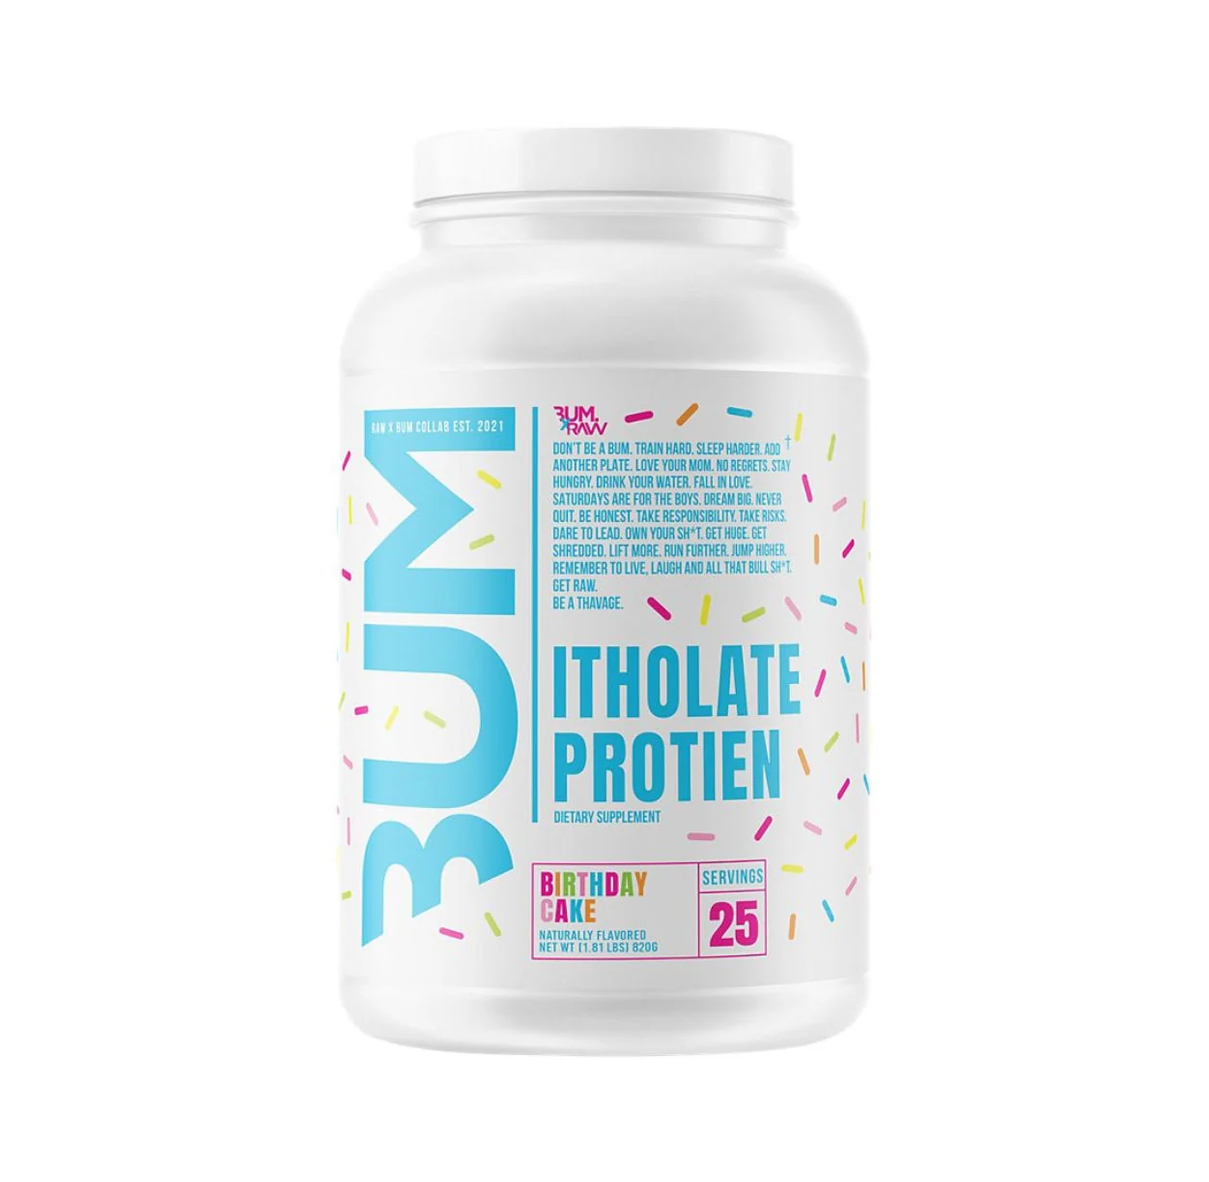 BUM
RAW X BUM COLLAB EST. 2021
BUM.
XRAW
DON'T BE A BUM. TRAIN HARD. SLEEP HARDER. ADD †
ANOTHER PLATE. LOVE YOUR MOM. NO REGRETS. STAY
HUNGRY. DRINK YOUR WATER. FALL IN LOVE.
SATURDAYS ARE FOR THE BOYS. DREAM BIG. NEVER
QUIT. BE HONEST. TAKE RESPONSIBILITY. TAKE RISKS.
DARE TO LEAD. OWN YOUR SH*T. GET HUGE. GET
SHREDDED. LIFT MORE. RUN FURTHER. JUMP HIGHER.
REMEMBER TO LIVE, LAUGH AND ALL THAT BULL SH*T.
GET RAW.
BE A THAVAGE.
ITHOLATE
PROTIEN
DIETARY SUPPLEMENT
BIRTHDAY
CAKE
NATURALLY FLAVORED
NET WT (1.81 LBS) 820G
SERVINGS
25